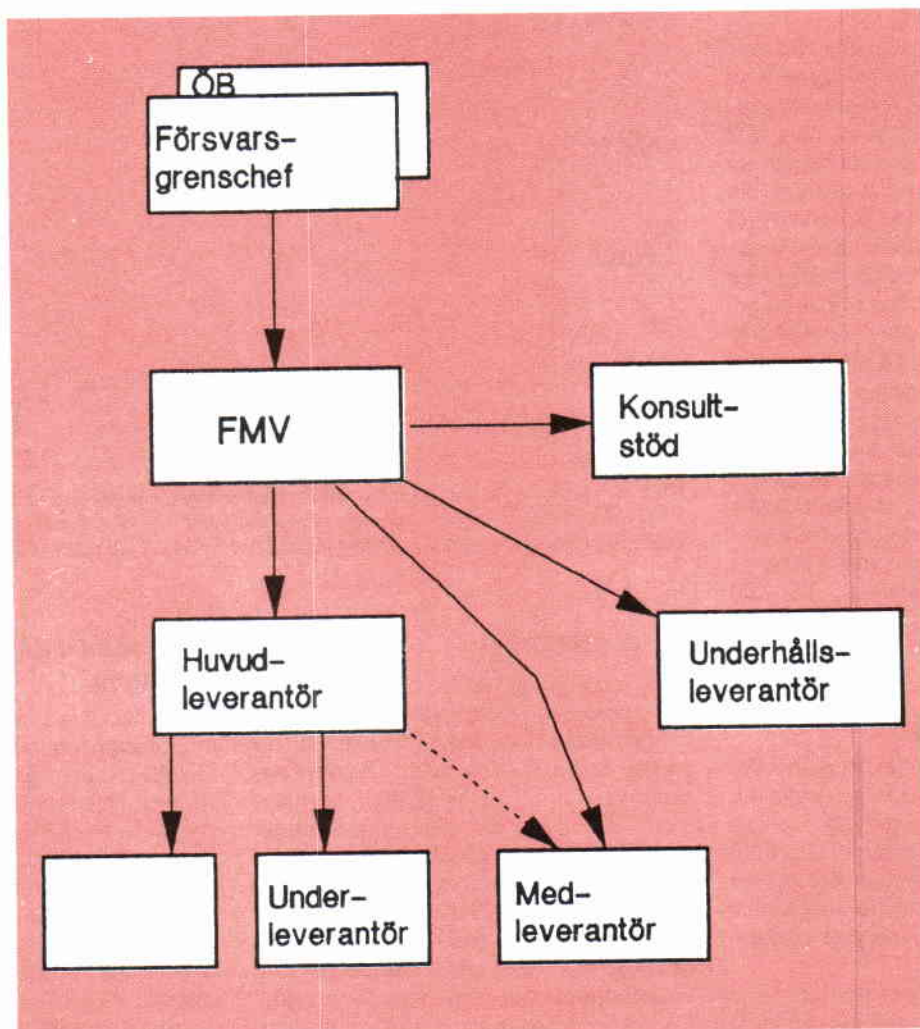 ÖB
Försvars-
grenschef
FMV
Konsult-
stöd
Huvud-
leverantör
Underhålls-
leverantör
Under-
leverantör
Med-
leverantör